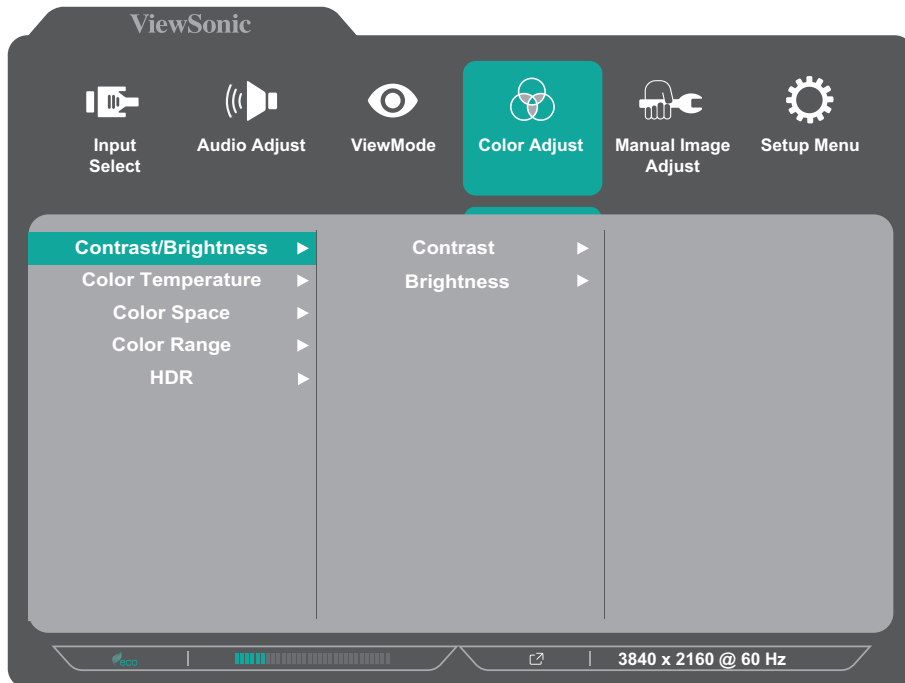 ViewSonic
Input Select
Audio Adjust
ViewMode
Color Adjust
Manual Image Adjust
Setup Menu
Contrast/Brightness
Contrast
Color Temperature
Brightness
Color Space
Color Range
HDR
eco
3840 x 2160 @ 60 Hz